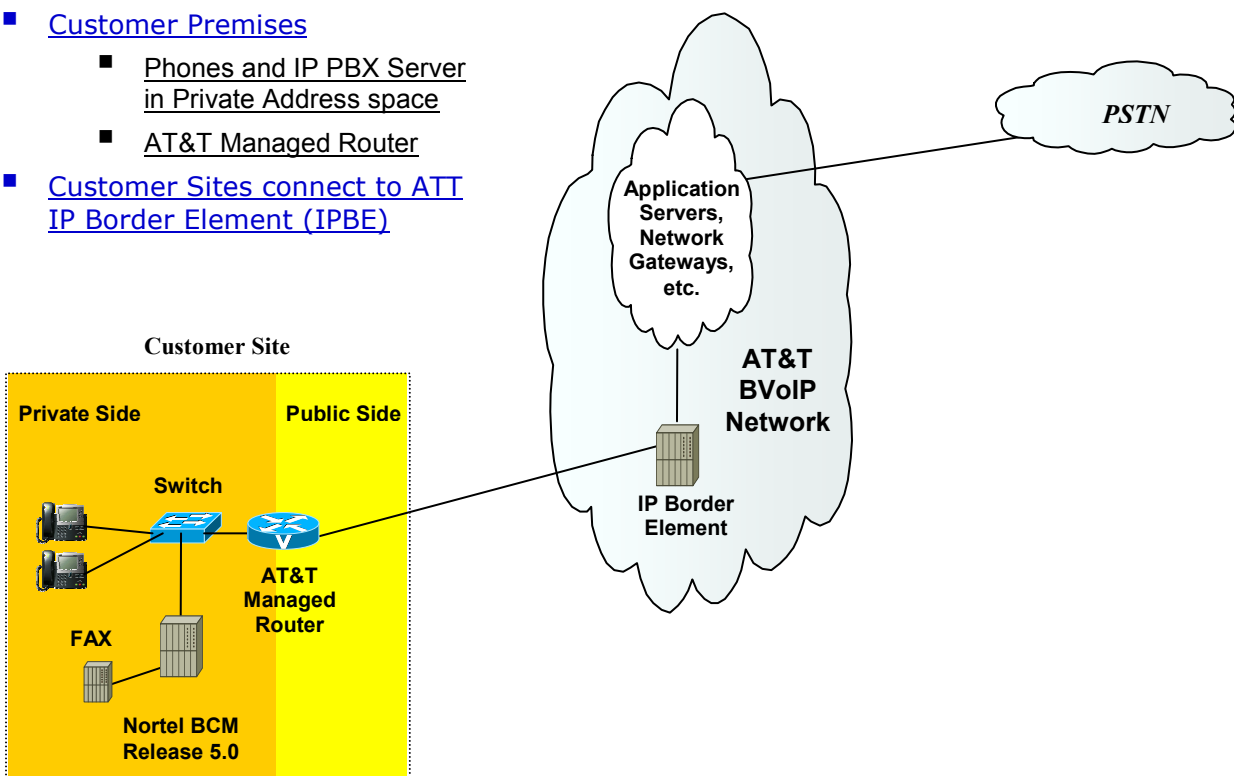 Customer Premises
Phones and IP PBX Server
in Private Address space
AT&T Managed Router
Customer Sites connect to ATT
IP Border Element (IPBE)
PSTN
Application
Servers,
Network
Gateways,
etc.
AT&T
BVoIP
Network
IP Border
Element
Customer Site
Private Side
Public Side
Switch
V
AT&T
Managed
Router
FAX
Nortel BCM
Release 5.0